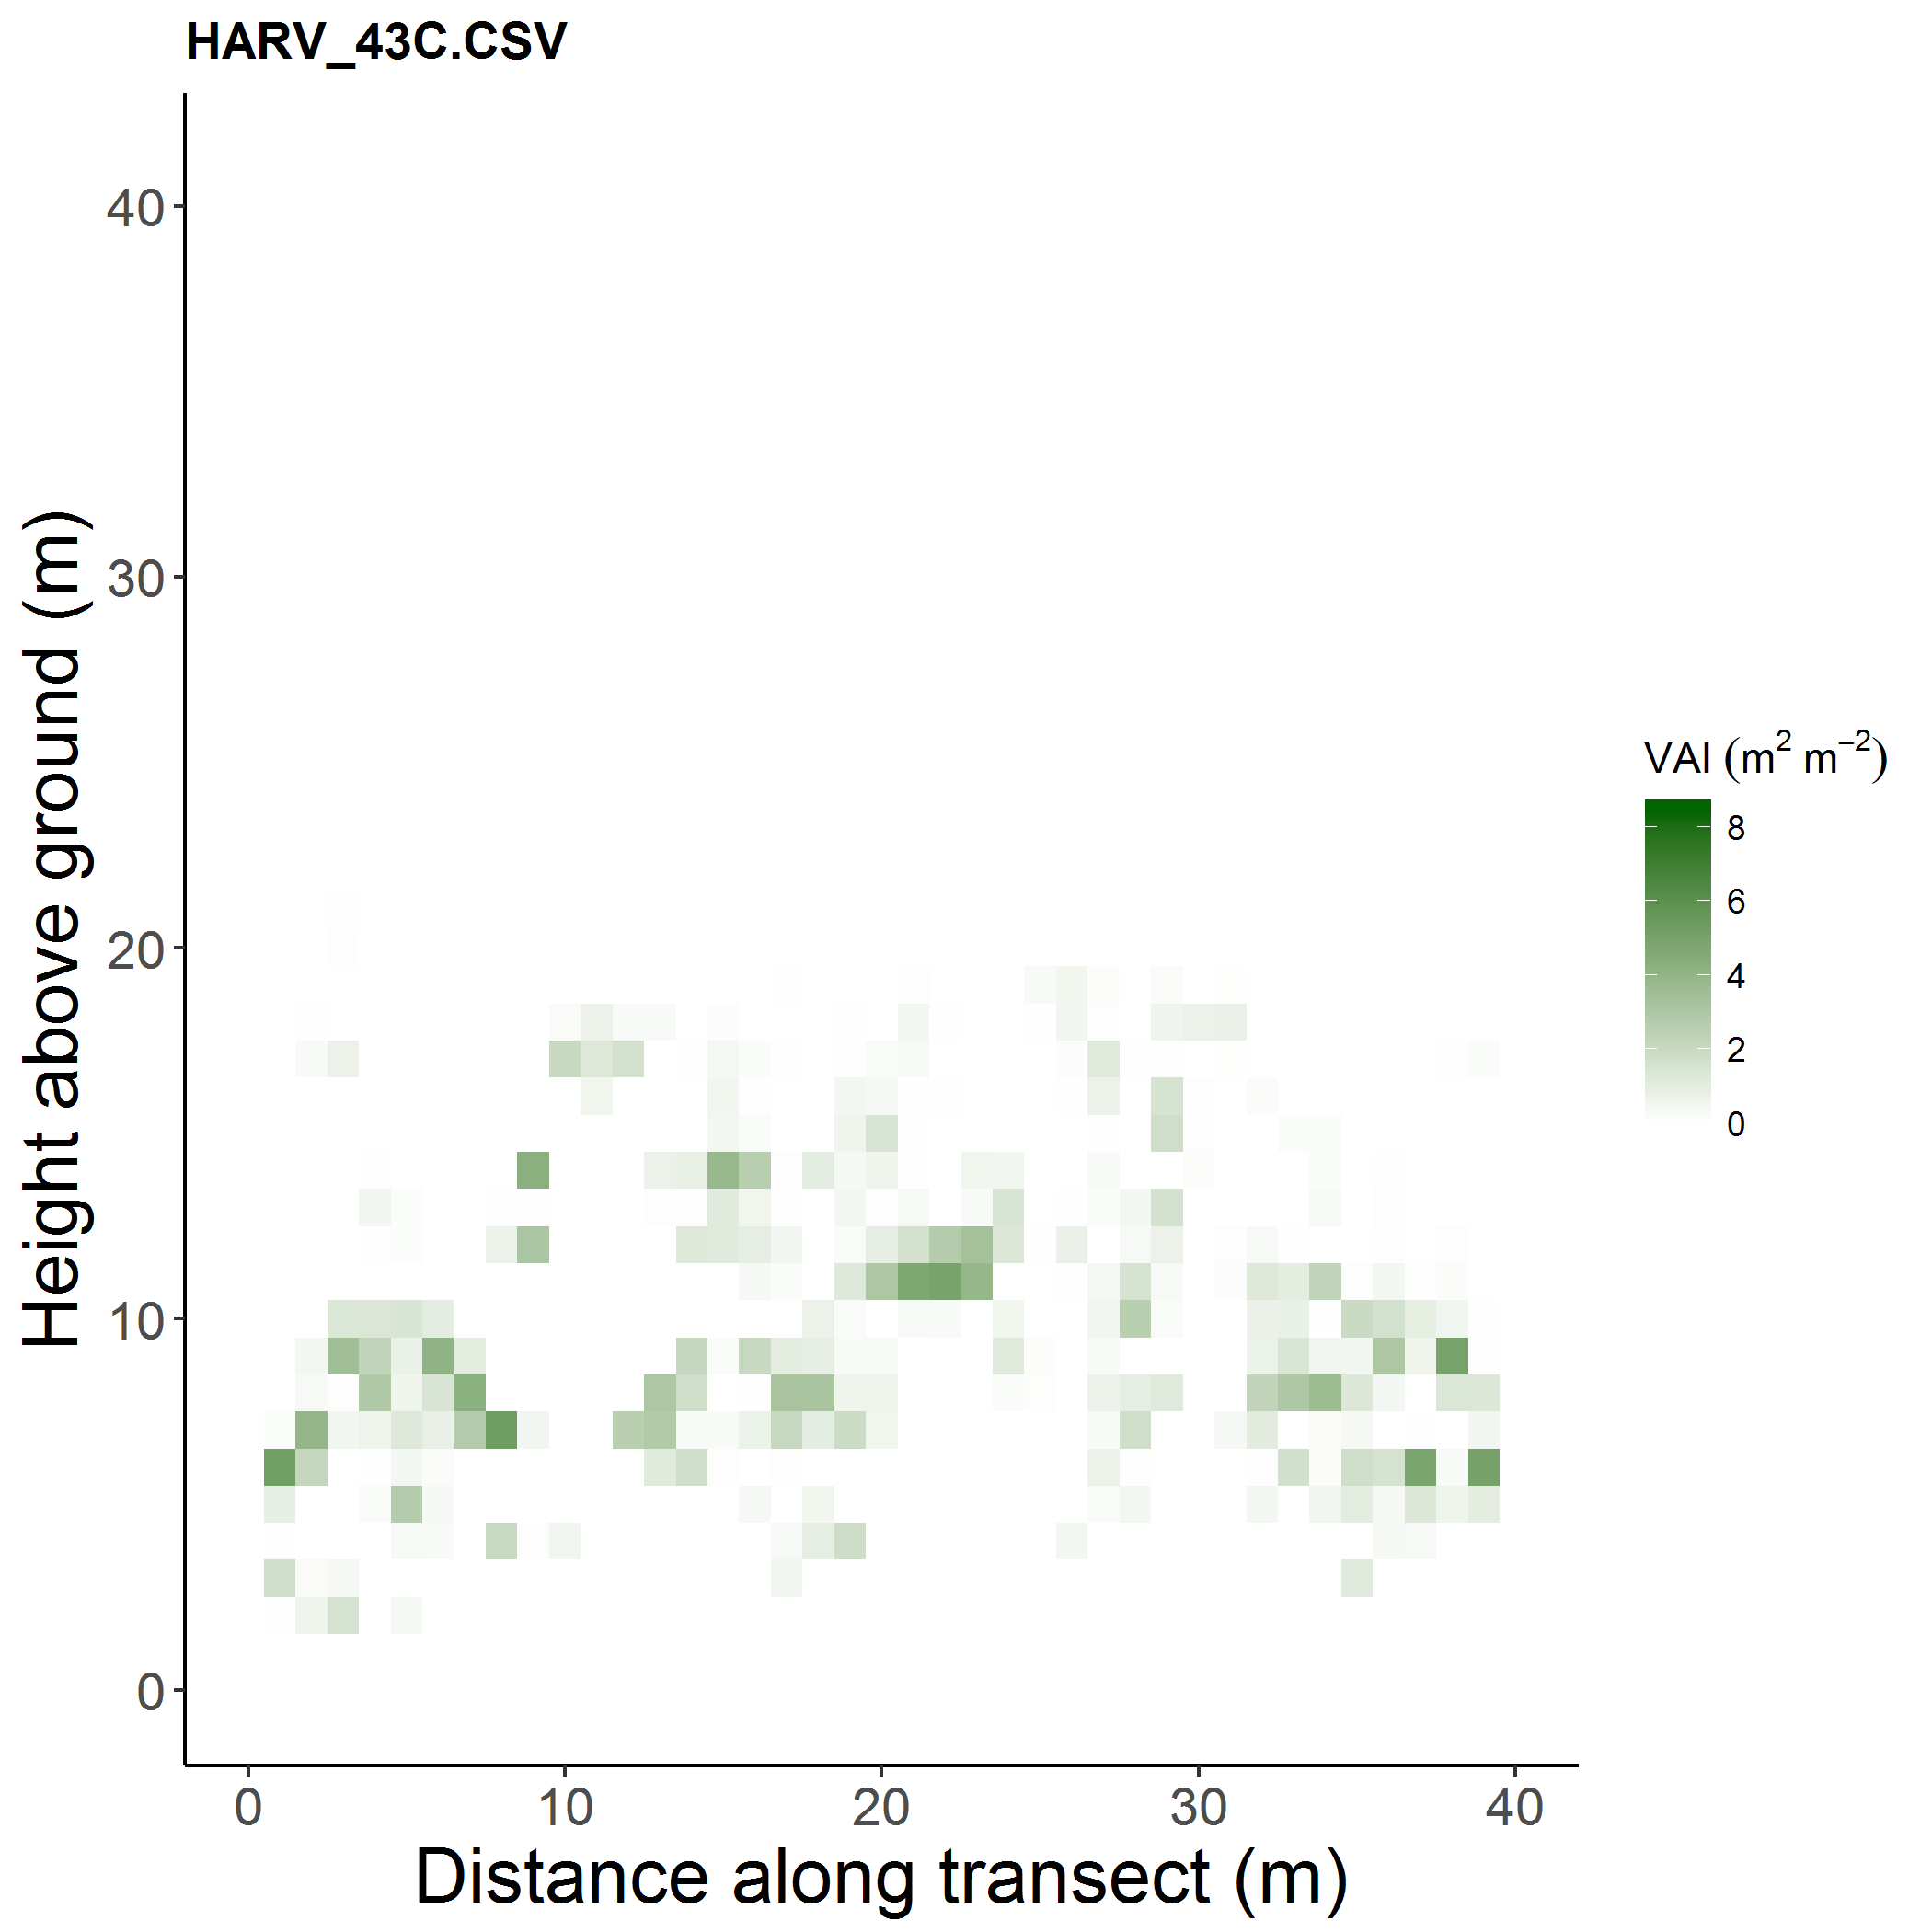 HARV_43C.CSV
Height above ground (m)
40
30
20
10
0
0 10 20 30 40
Distance along transect (m)
VAI (m² m⁻²)
8
6
4
2
0